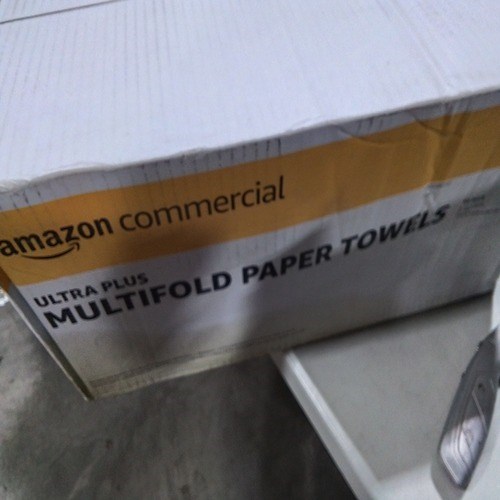 amazon commercial
ULTRA PLUS
MULTIFOLD PAPER TOWELS